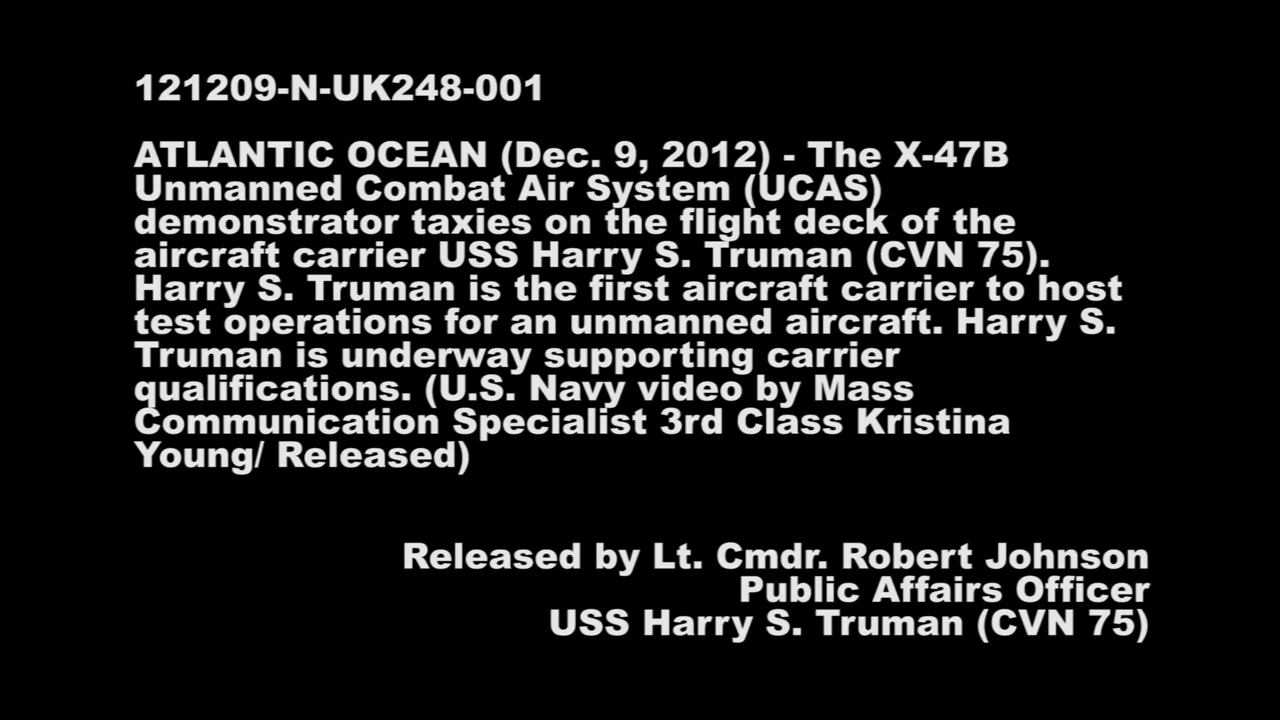 121209-N-UK248-001
ATLANTIC OCEAN (Dec. 9, 2012) - The X-47B
Unmanned Combat Air System (UCAS)
demonstrator taxies on the flight deck of the
aircraft carrier USS Harry S. Truman (CVN 75).
Harry S. Truman is the first aircraft carrier to host
test operations for an unmanned aircraft. Harry S.
Truman is underway supporting carrier
qualifications. (U.S. Navy video by Mass
Communication Specialist 3rd Class Kristina
Young/ Released)
Released by Lt. Cmdr. Robert Johnson
Public Affairs Officer
USS Harry S. Truman (CVN 75)